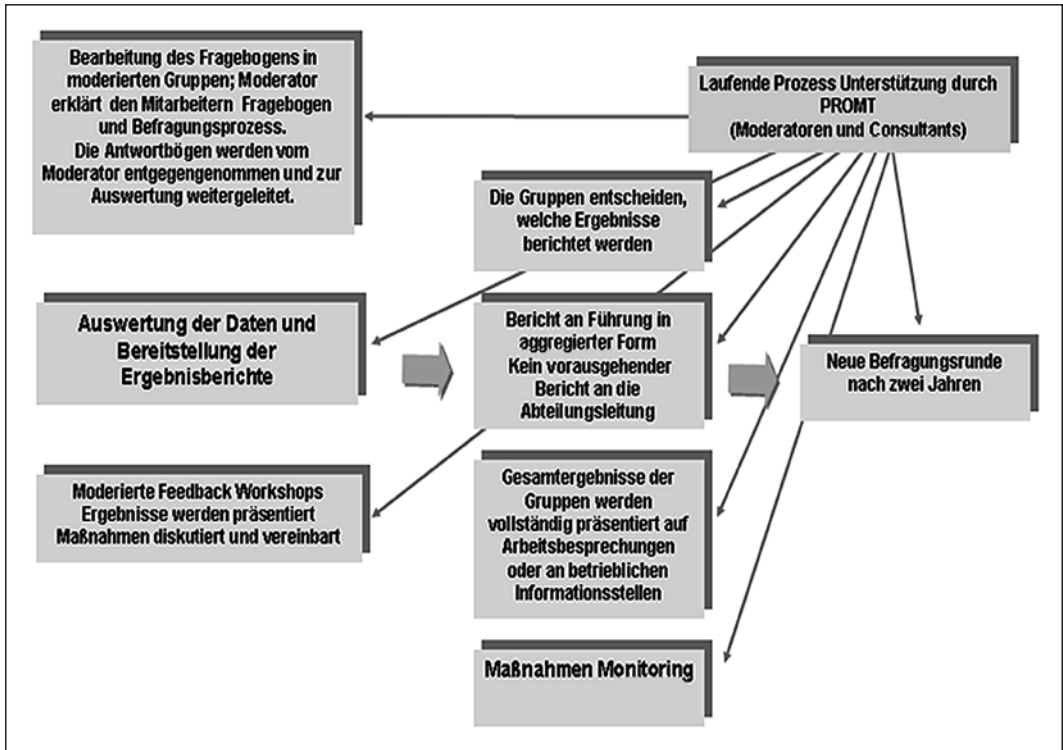 Bearbeitung des Fragebogens in
moderierten Gruppen; Moderator
erklärt den Mitarbeitern Fragebogen
und Befragungsprozess.
Die Antwortbögen werden vom
Moderator entgegengenommen und zur
Auswertung weitergeleitet.
Laufende Prozess Unterstützung durch
PROMT
(Moderatoren und Consultants)
Die Gruppen entscheiden,
welche Ergebnisse
berichtet werden
Auswertung der Daten und
Bereitstellung der
Ergebnisberichte
Bericht an Führung in
aggregierter Form
Kein vorausgehender
Bericht an die
Abteilungsleitung
Neue Befragungsrunde
nach zwei Jahren
Moderierte Feedback Workshops
Ergebnisse werden präsentiert
Maßnahmen diskutiert und vereinbart
Gesamtergebnisse der
Gruppen werden
vollständig präsentiert auf
Arbeitsbesprechungen
oder an betrieblichen
Informationsstellen
Maßnahmen Monitoring